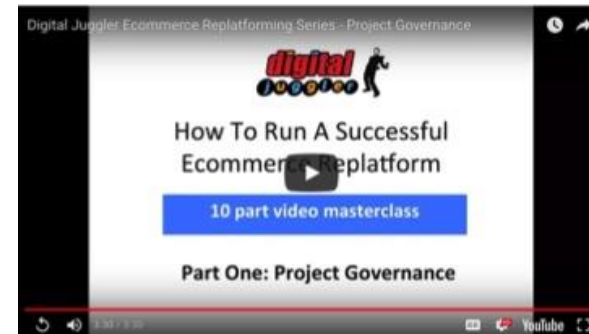 Digital Juggler Ecommerce Replatforming Series - Project Governance
digital
juggler
How To Run A Successful
Ecommerce Replatform
10 part video masterclass
Part One: Project Governance
YouTube